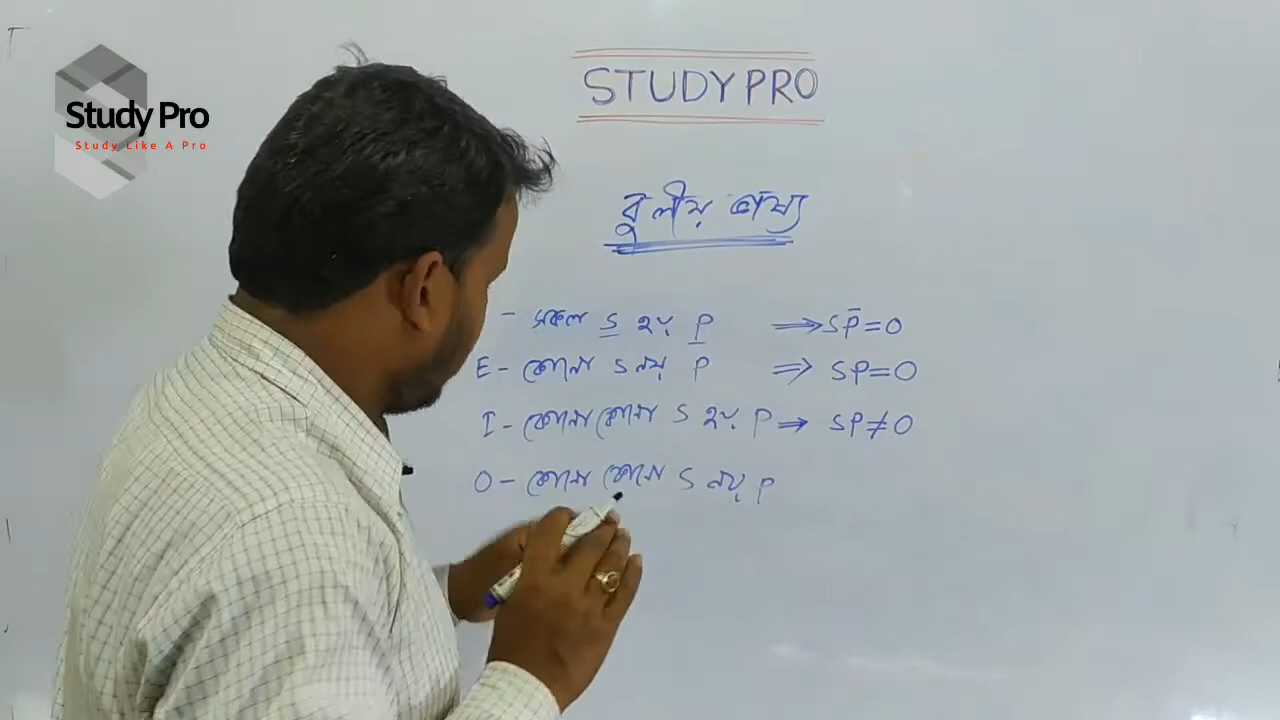 Study Pro
Study Like A Pro
STUDY PRO
বুলীয় ভাষ্য
- সকল S হয় P ⇒ SP̄=0
E - কোনো S নয় P ⇒ SP=0
I - কোনো কোনো S হয় P ⇒ SP≠0
O - কোনো কোনো S নয় P